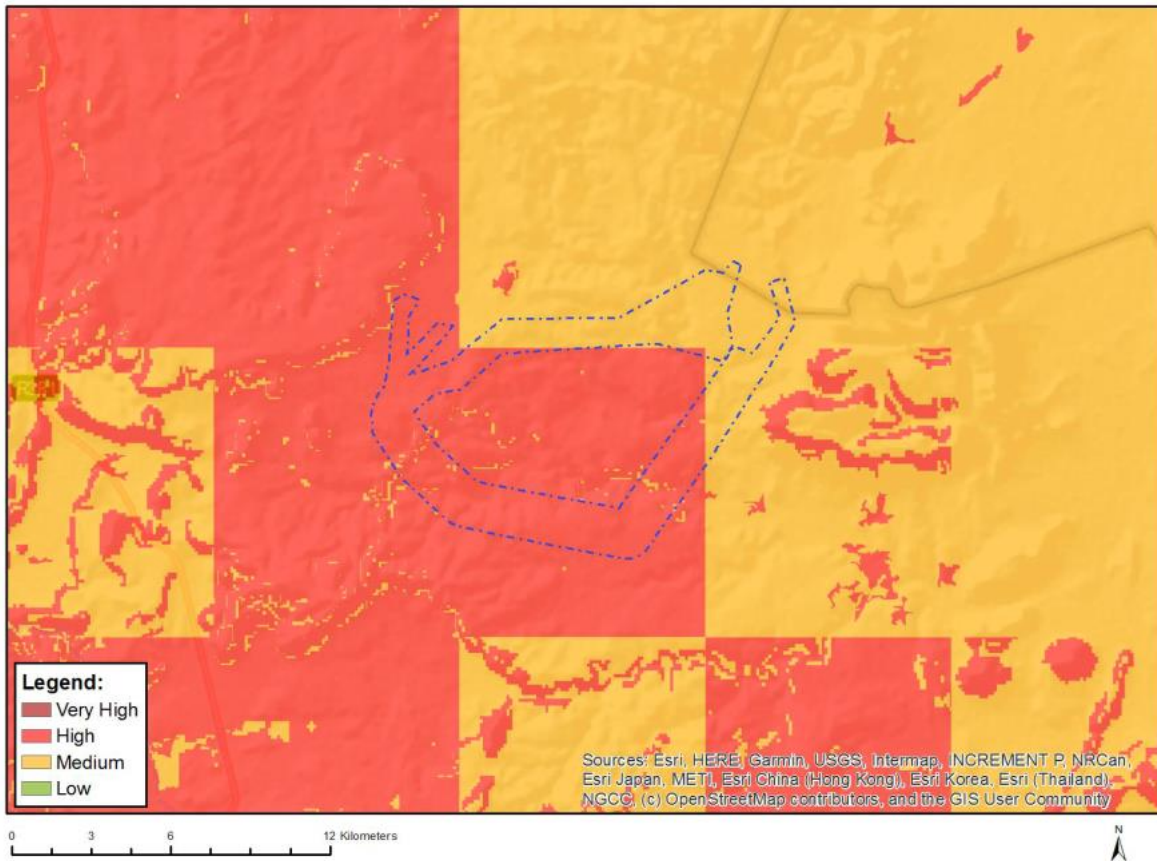 Legend:
Very High
High
Medium
Low
Sources: Esri, HERE, Garmin, USGS, Intermap, INCREMENT P, NRCan,
Esri Japan, METI, Esri China (Hong Kong), Esri Korea, Esri (Thailand),
NGCC, (c) OpenStreetMap contributors, and the GIS User Community
0 3 6 12 Kilometers
N